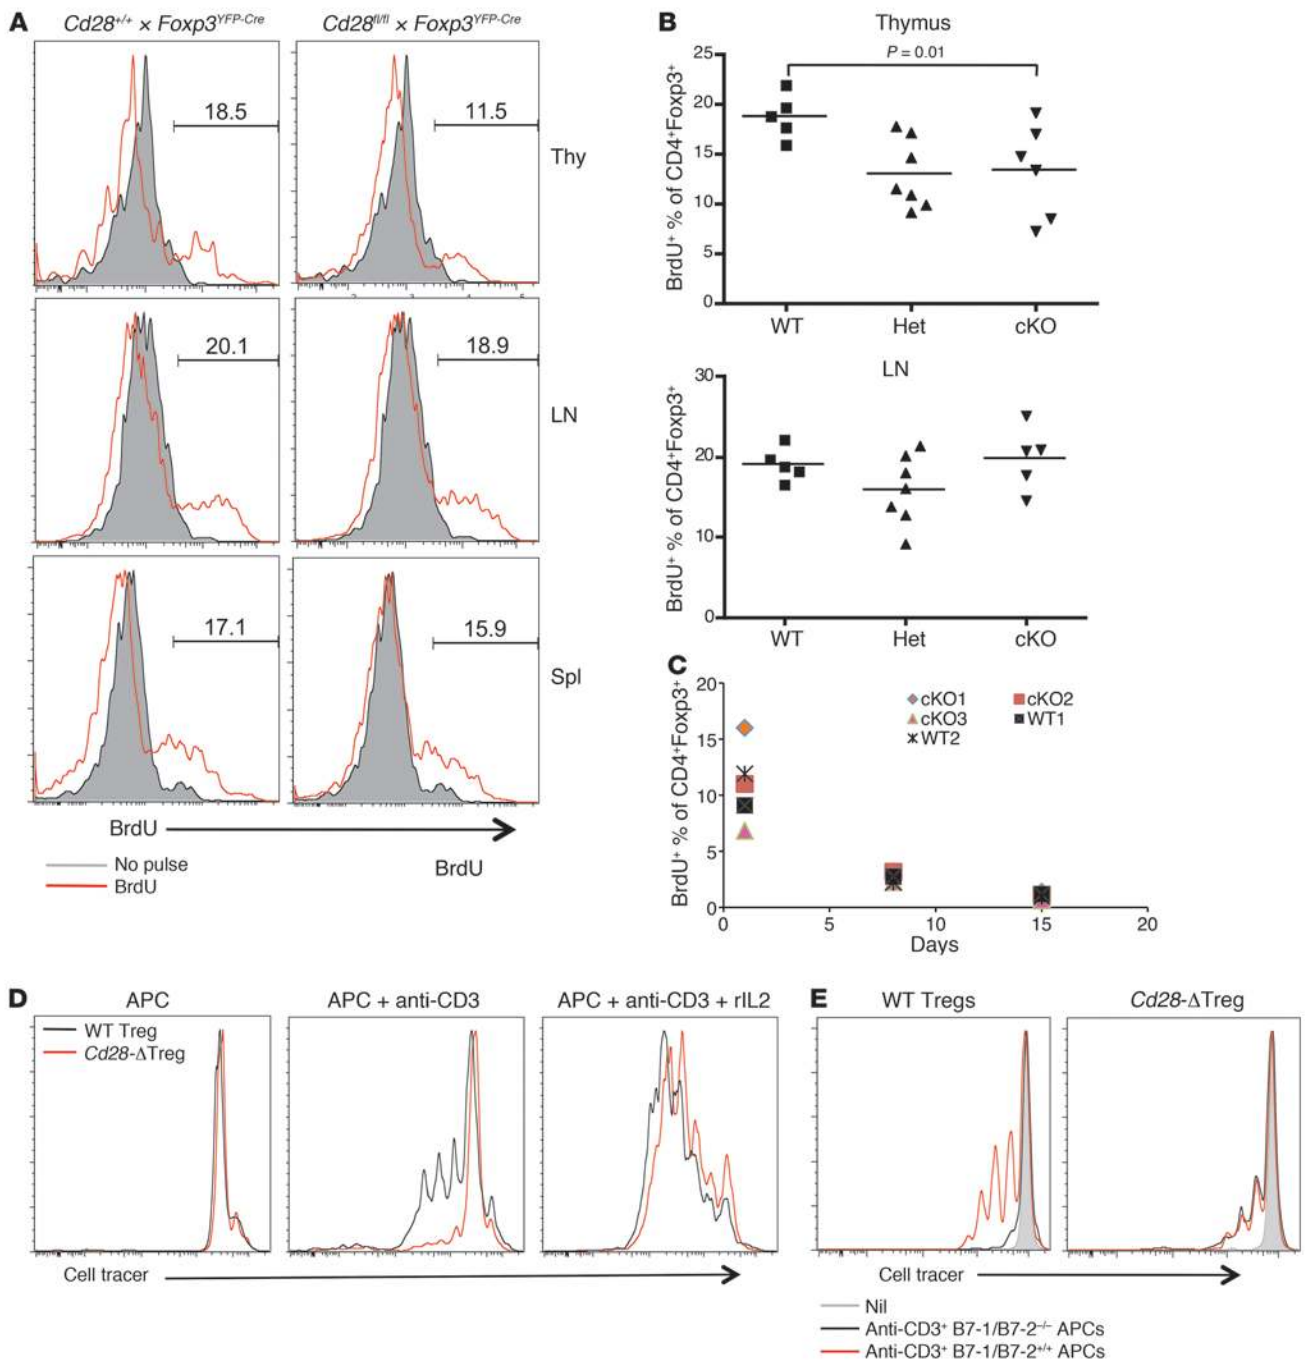 A
Cd28+/+ × Foxp3YFP-Cre
Cd28fl/fl × Foxp3YFP-Cre
18.5
11.5
Thy
20.1
18.9
LN
17.1
15.9
Spl
BrdU
BrdU
No pulse
BrdU
B
Thymus
P = 0.01
BrdU+ % of CD4+Foxp3+
25
20
15
10
5
0
WT
Het
cKO
LN
BrdU+ % of CD4+Foxp3+
30
20
10
0
WT
Het
cKO
C
BrdU+ % of CD4+Foxp3+
20
15
10
5
0
cKO1
cKO2
cKO3
WT1
WT2
0
5
10
15
20
Days
D
APC
APC + anti-CD3
APC + anti-CD3 + rIL2
WT Treg
Cd28-ΔTreg
Cell tracer
E
WT Tregs
Cd28-ΔTreg
Cell tracer
Nil
Anti-CD3+ B7-1/B7-2–/– APCs
Anti-CD3+ B7-1/B7-2+/+ APCs